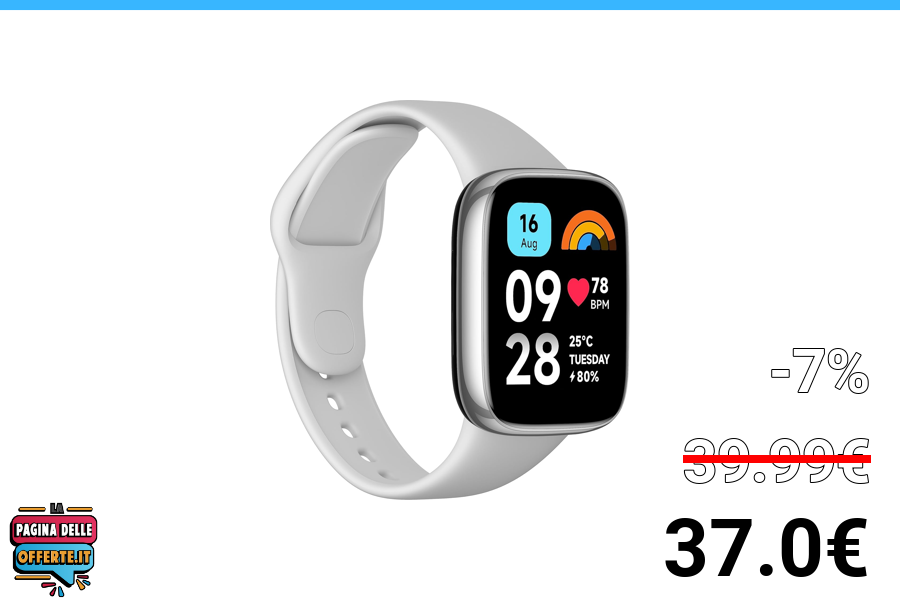 16
Aug
09
78
BPM
28
25°C
TUESDAY
80%
-7%
39.99€
37.0€
LA
PAGINA DELLE
OFFERTE.IT